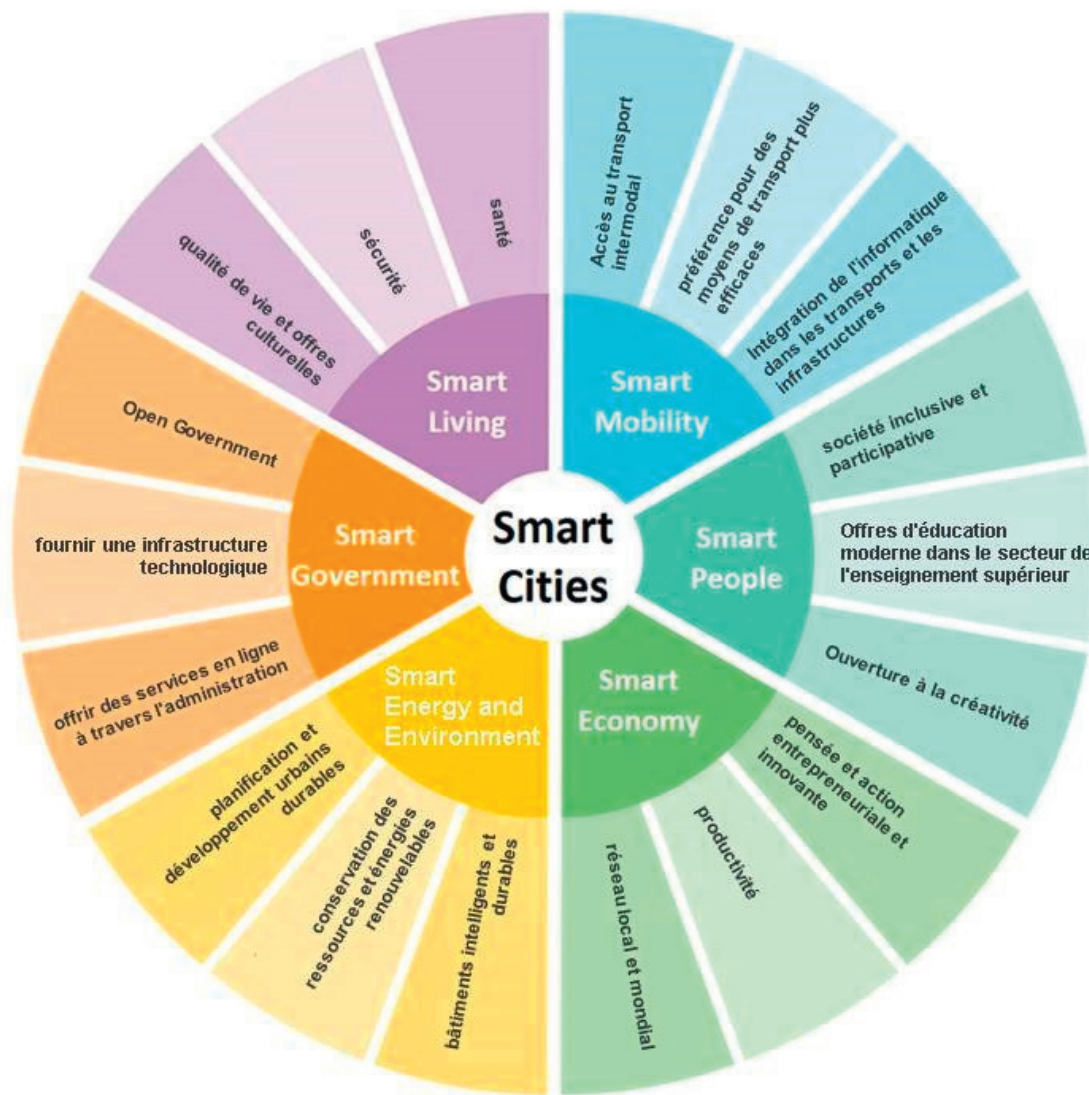 Smart
Cities
Smart
Mobility
Accès au transport
intermodal
préférence pour des
moyens de transport plus
efficaces
Intégration de l'informatique
dans les transports et les
infrastructures
Smart
People
société inclusive et
participative
Offres d'éducation
moderne dans le secteur de
l'enseignement supérieur
Ouverture à la créativité
Smart
Economy
pensée et action
entrepreneuriale et
innovante
productivité
réseau local et mondial
Smart
Energy and
Environment
bâtiments intelligents et
durables
conservation des
ressources et énergies
renouvelables
planification et
développement urbains
durables
Smart
Government
offrir des services en ligne
à travers l'administration
fournir une infrastructure
technologique
Open Government
Smart
Living
qualité de vie et offres
culturelles
sécurité
santé